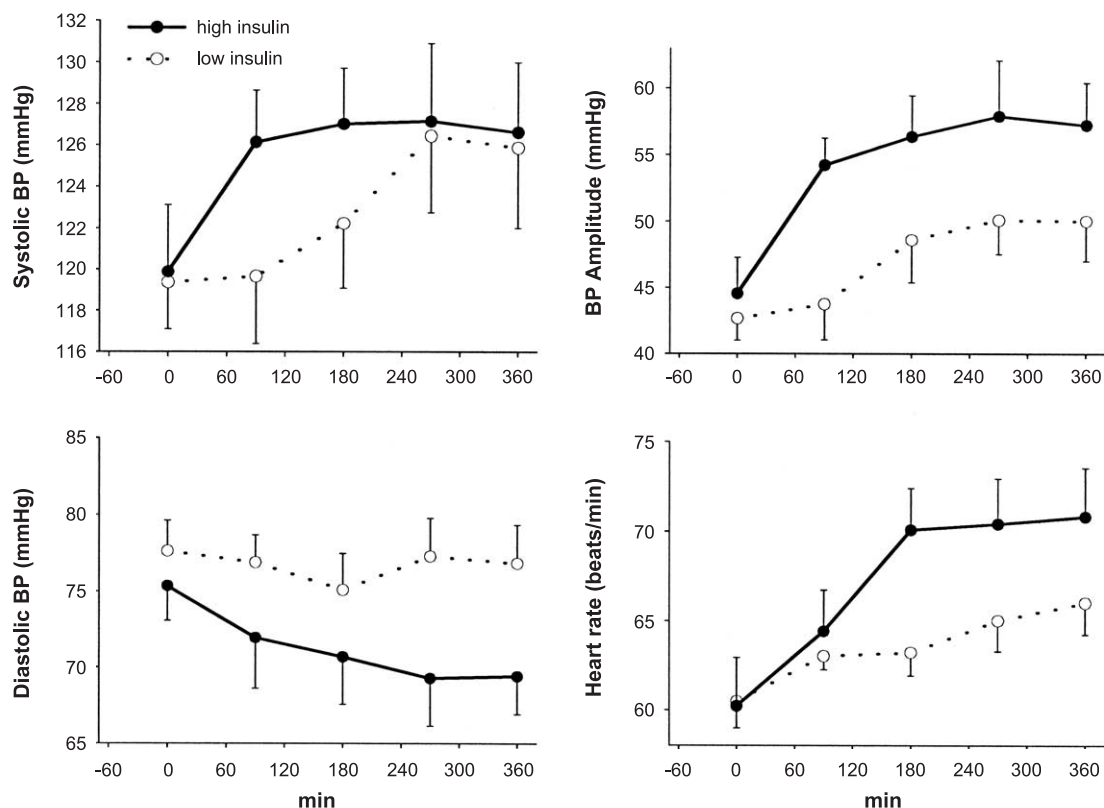 Systolic BP (mmHg)
132
130
128
126
124
122
120
118
116
high insulin
low insulin
-60 0 60 120 180 240 300 360
BP Amplitude (mmHg)
60
55
50
45
40
-60 0 60 120 180 240 300 360
Diastolic BP (mmHg)
85
80
75
70
65
-60 0 60 120 180 240 300 360
min
Heart rate (beats/min)
75
70
65
60
-60 0 60 120 180 240 300 360
min